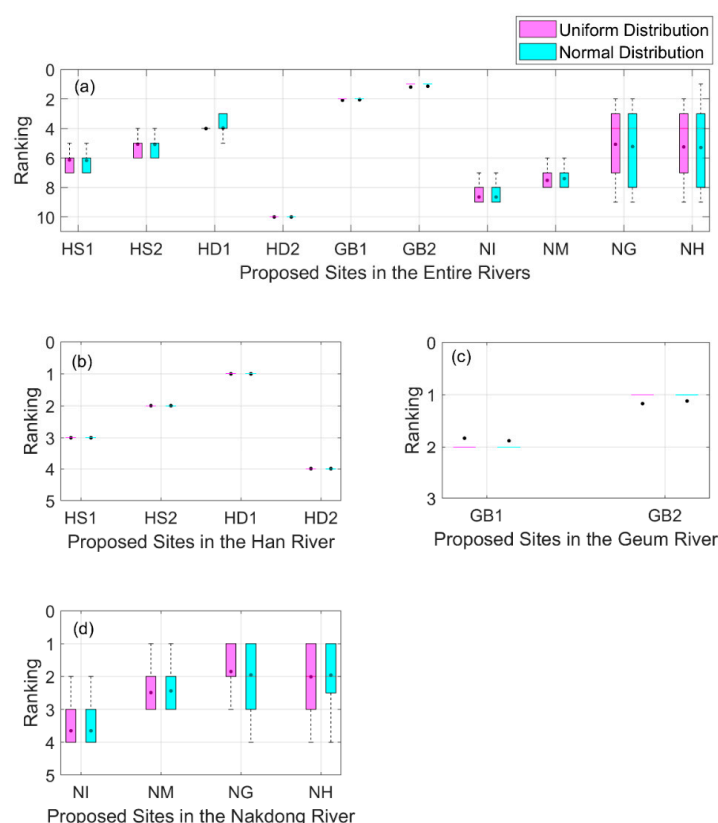 Uniform Distribution
Normal Distribution
(a)
Ranking
0
2
4
6
8
10
HS1 HS2 HD1 HD2 GB1 GB2 NI NM NG NH
Proposed Sites in the Entire Rivers
(b)
Ranking
0
1
2
3
4
5
HS1 HS2 HD1 HD2
Proposed Sites in the Han River
(c)
Ranking
0
1
2
3
GB1 GB2
Proposed Sites in the Geum River
(d)
Ranking
0
1
2
3
4
5
NI NM NG NH
Proposed Sites in the Nakdong River